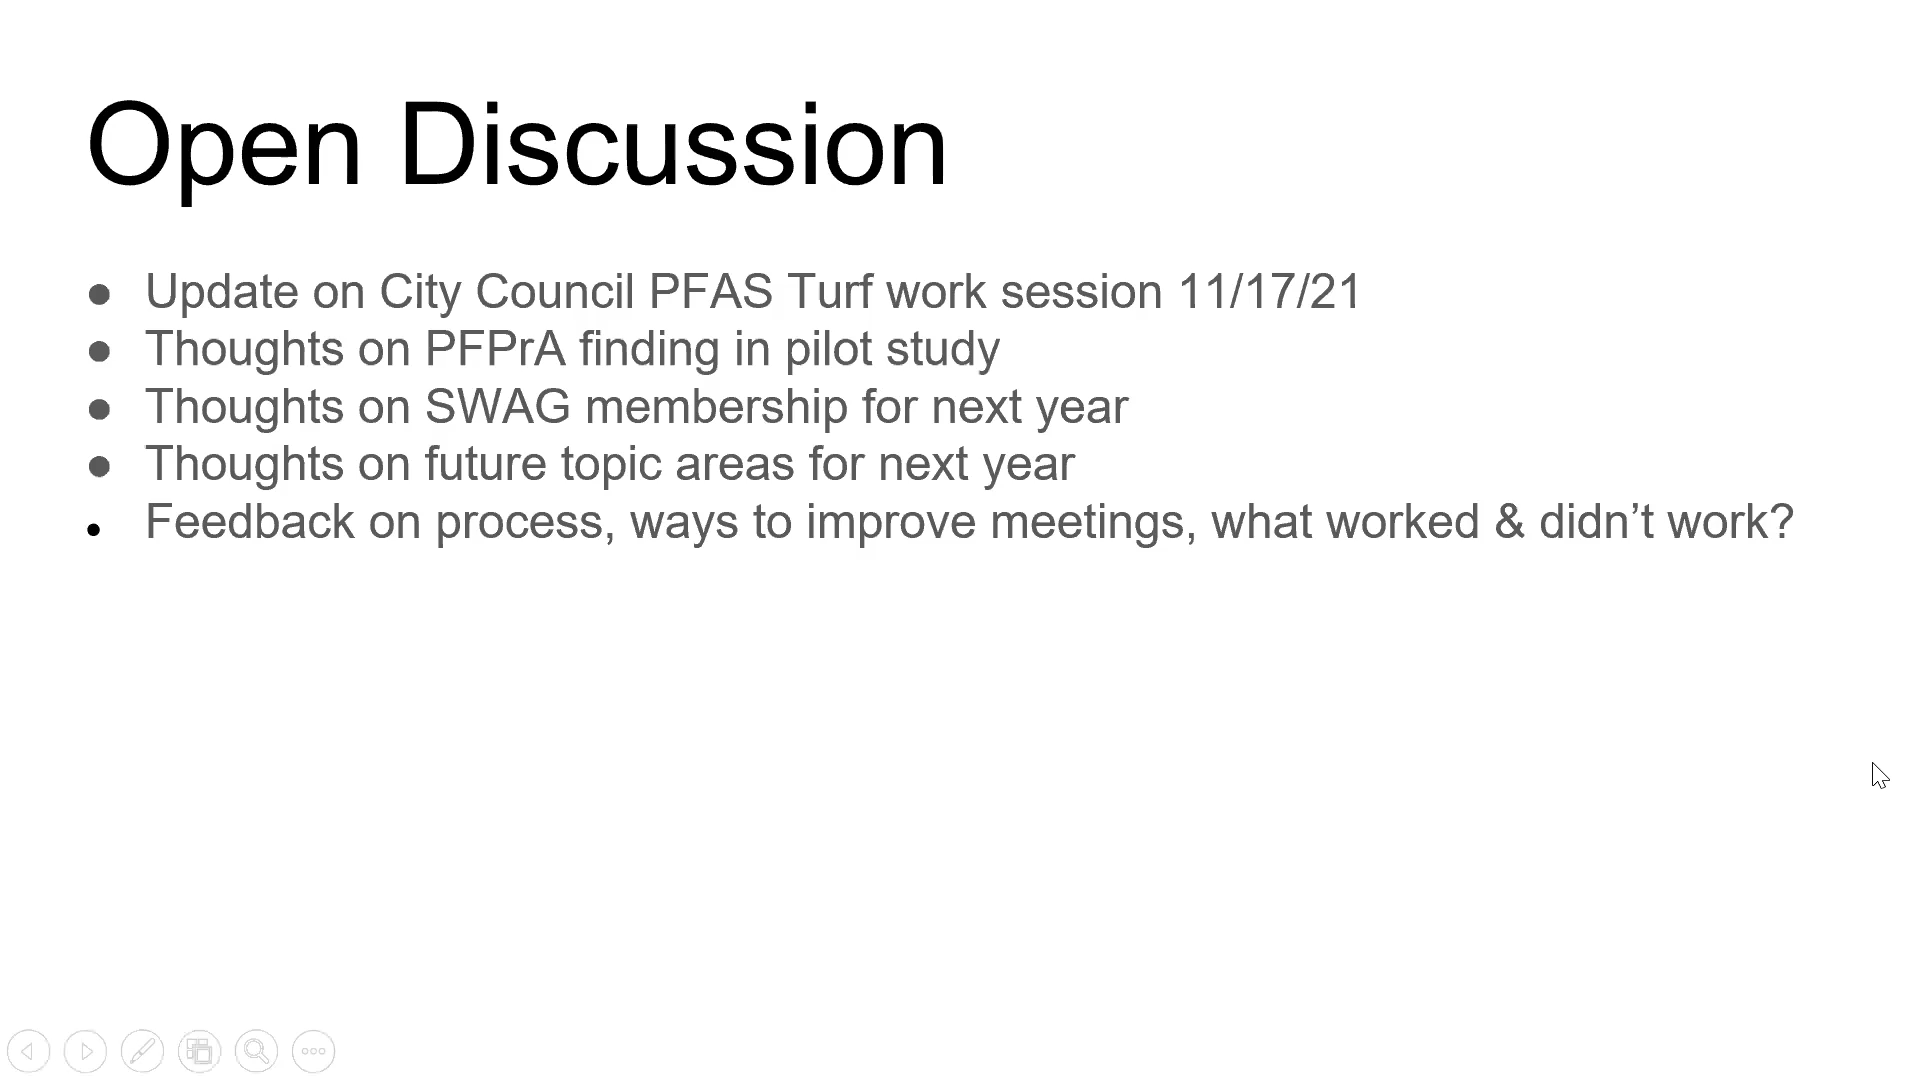 Open Discussion
● Update on City Council PFAS Turf work session 11/17/21
● Thoughts on PFPrA finding in pilot study
● Thoughts on SWAG membership for next year
● Thoughts on future topic areas for next year
• Feedback on process, ways to improve meetings, what worked & didn’t work?